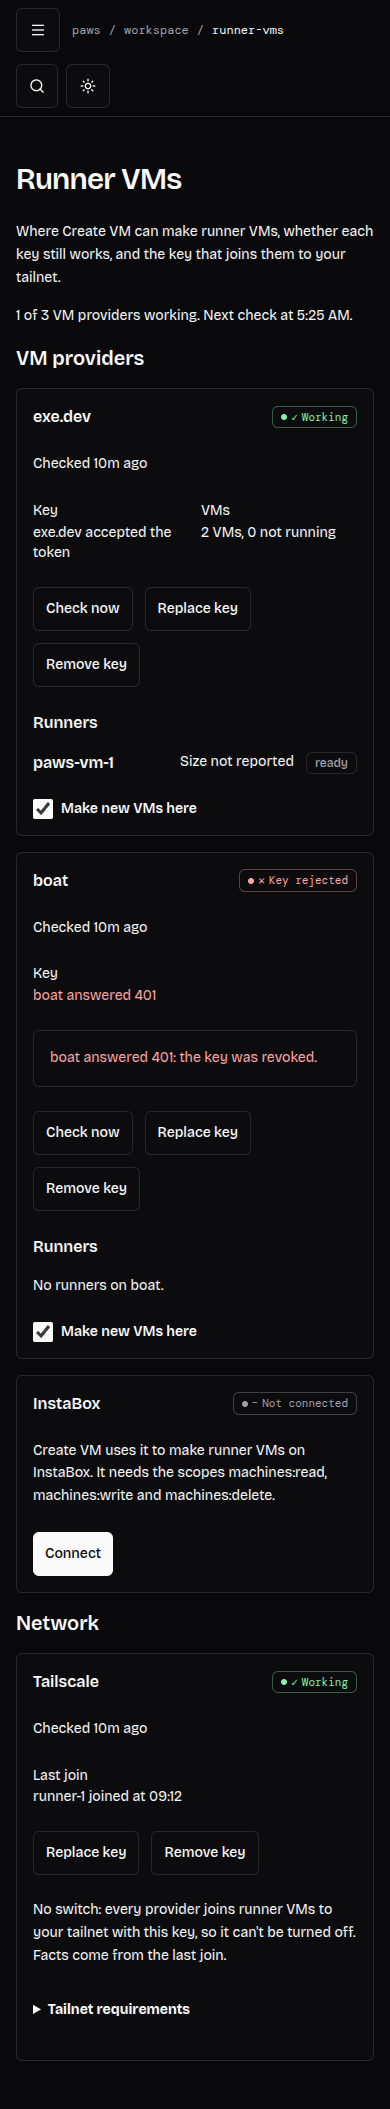 paws / workspace / runner-vms
Runner VMs
Where Create VM can make runner VMs, whether each
key still works, and the key that joins them to your
tailnet.
1 of 3 VM providers working. Next check at 5:25 AM.
VM providers
exe.dev
✓ Working
Checked 10m ago
Key
VMs
exe.dev accepted the
token
2 VMs, 0 not running
Check now
Replace key
Remove key
Runners
paws-vm-1
Size not reported
ready
Make new VMs here
boat
× Key rejected
Checked 10m ago
Key
boat answered 401
boat answered 401: the key was revoked.
Check now
Replace key
Remove key
Runners
No runners on boat.
Make new VMs here
InstaBox
– Not connected
Create VM uses it to make runner VMs on
InstaBox. It needs the scopes machines:read,
machines:write and machines:delete.
Connect
Network
Tailscale
✓ Working
Checked 10m ago
Last join
runner-1 joined at 09:12
Replace key
Remove key
No switch: every provider joins runner VMs to
your tailnet with this key, so it can't be turned off.
Facts come from the last join.
Tailnet requirements